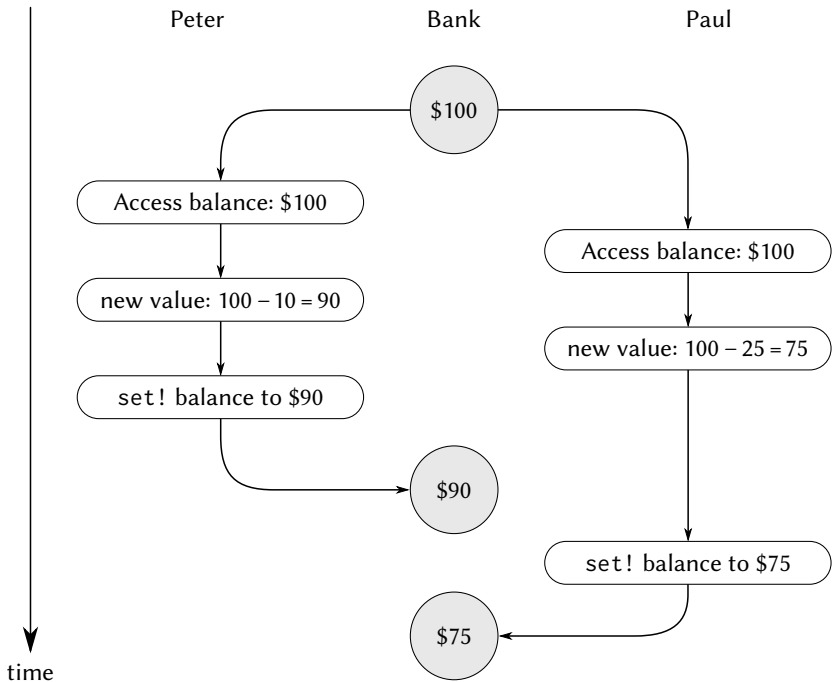 Peter
Bank
Paul
$100
Access balance: $100
Access balance: $100
new value: 100 – 10 = 90
new value: 100 – 25 = 75
set! balance to $90
$90
set! balance to $75
$75
time